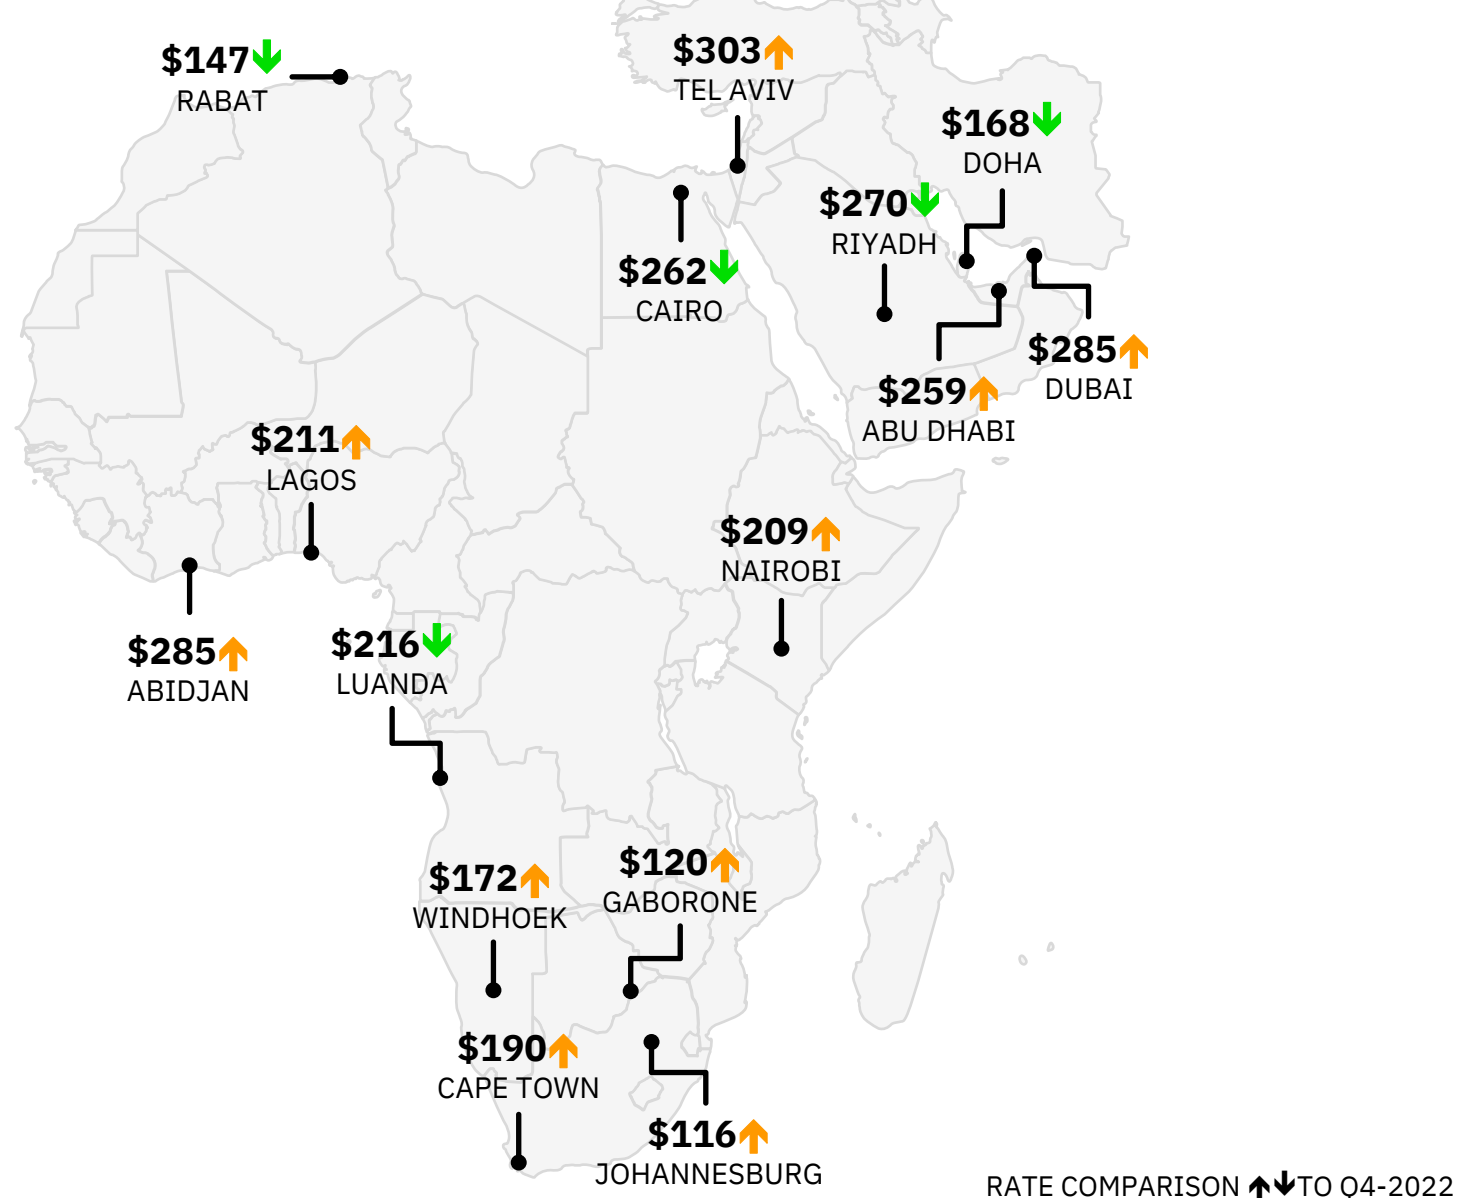 $303↑
TEL AVIV
$147↓
RABAT
$168↓
DOHA
$270↓
RIYADH
$262↓
CAIRO
$285↑
DUBAI
$259↑
ABU DHABI
$211↑
LAGOS
$209↑
NAIROBI
$285↑
ABIDJAN
$216↓
LUANDA
$172↑
WINDHOEK
$120↑
GABORONE
$190↑
CAPE TOWN
$116↑
JOHANNESBURG
RATE COMPARISON ↑↓TO Q4-2022